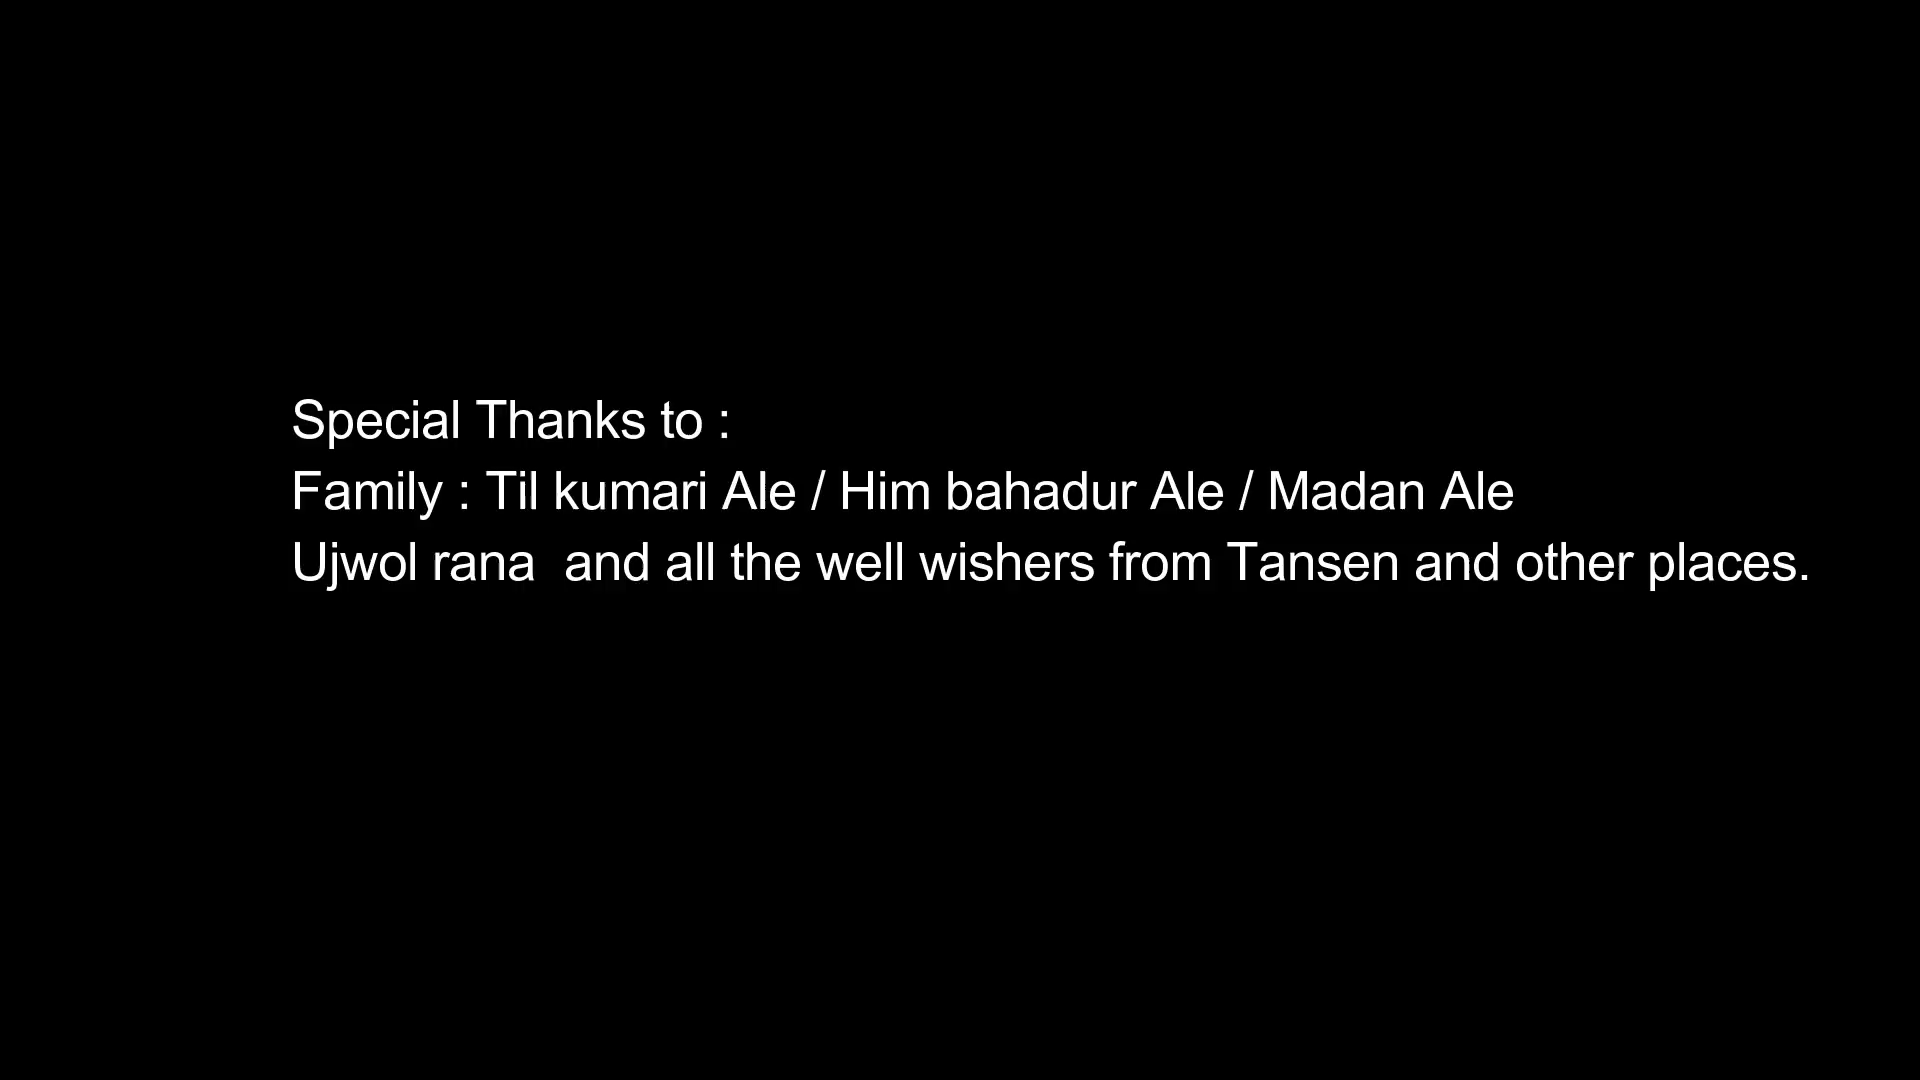 Special Thanks to :
Family : Til kumari Ale / Him bahadur Ale / Madan Ale
Ujwol rana  and all the well wishers from Tansen and other places.